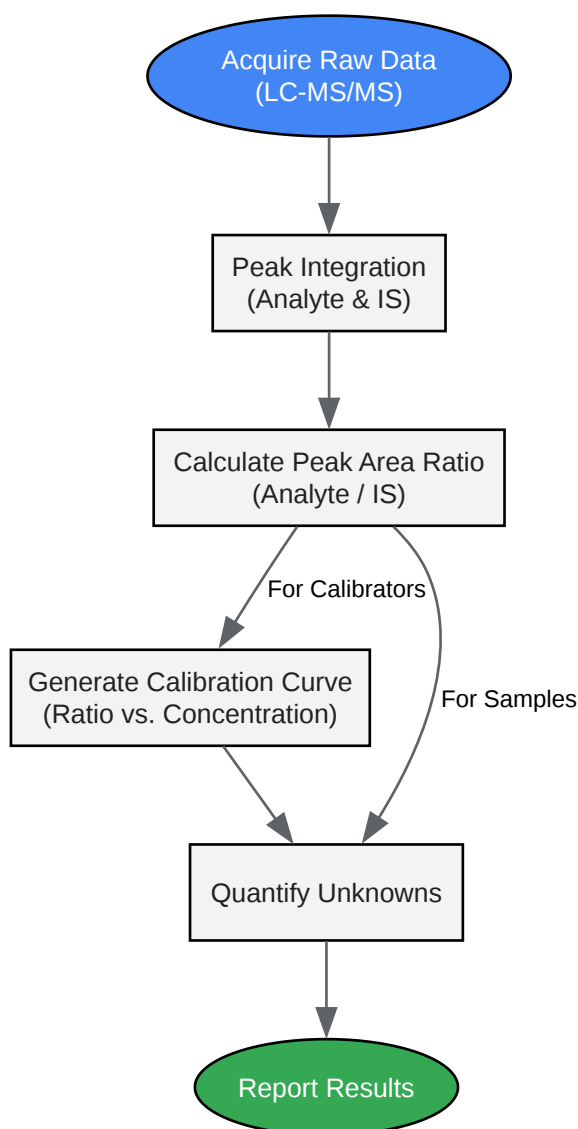 Acquire Raw Data
(LC-MS/MS)
Peak Integration
(Analyte & IS)
Calculate Peak Area Ratio
(Analyte / IS)
For Calibrators
Generate Calibration Curve
(Ratio vs. Concentration)
For Samples
Quantify Unknowns
Report Results